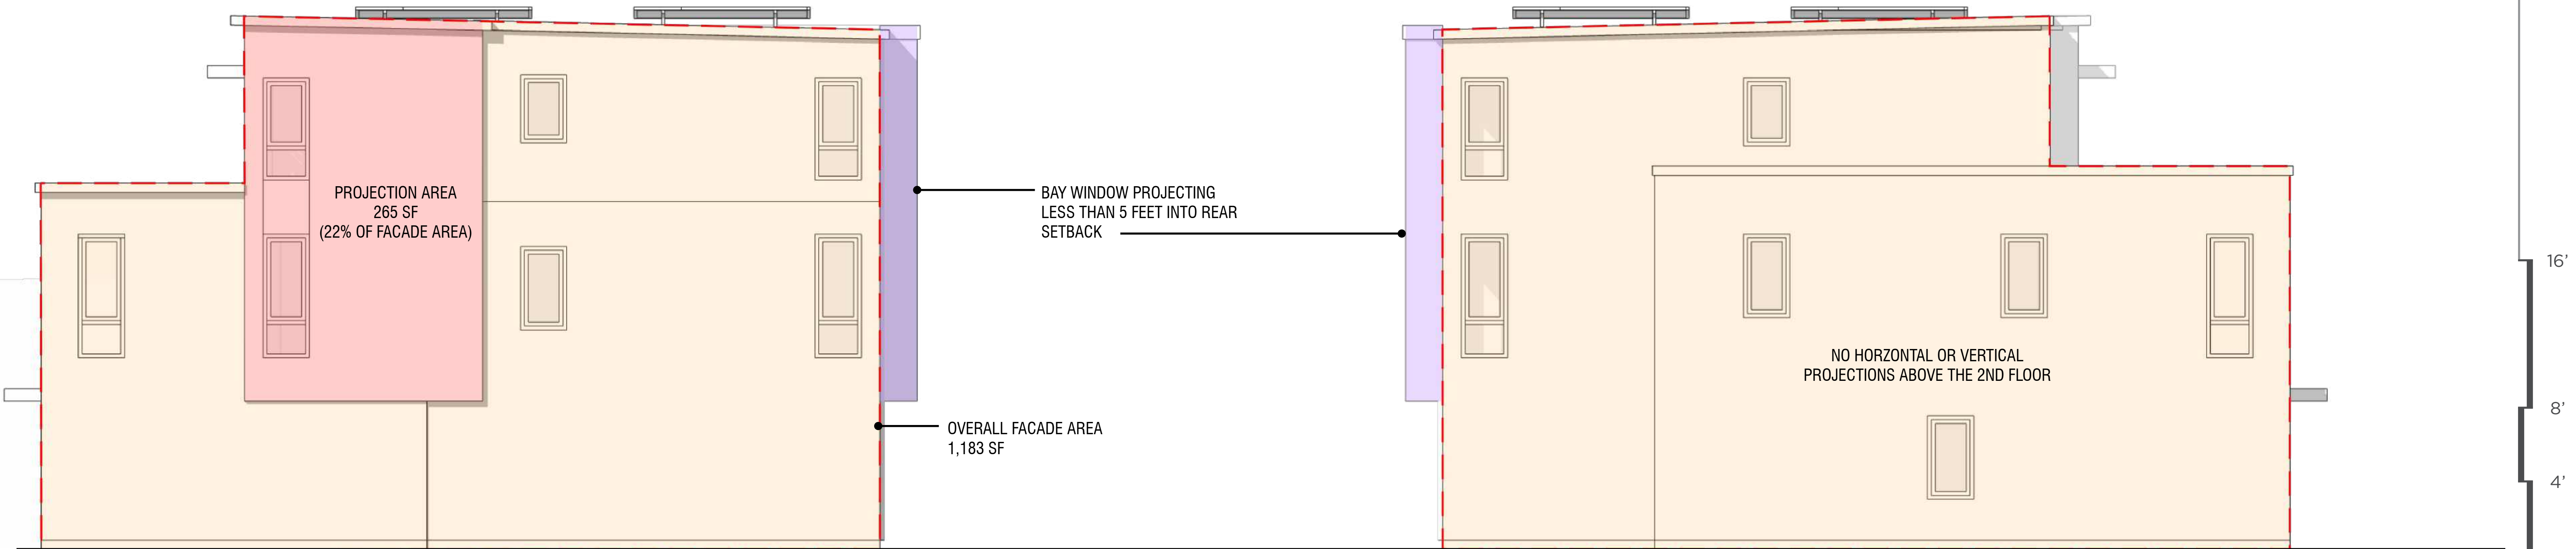 PROJECTION AREA
265 SF
(22% OF FACADE AREA)
BAY WINDOW PROJECTING
LESS THAN 5 FEET INTO REAR
SETBACK
OVERALL FACADE AREA
1,183 SF
NO HORZONTAL OR VERTICAL
PROJECTIONS ABOVE THE 2ND FLOOR
16’
8’
4’